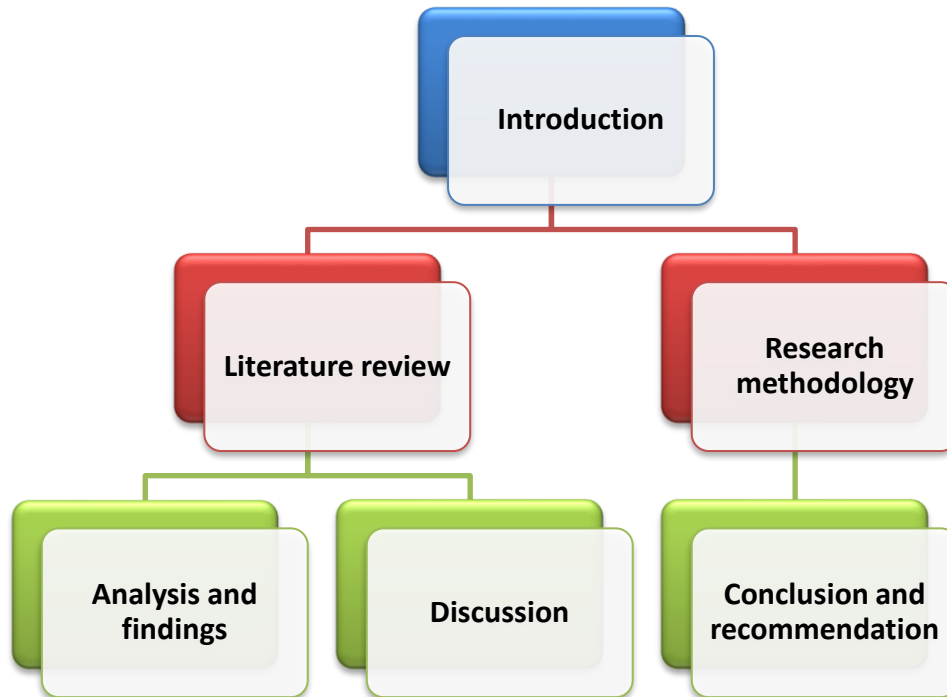 Introduction
Literature review
Research
methodology
Analysis and
findings
Discussion
Conclusion and
recommendation